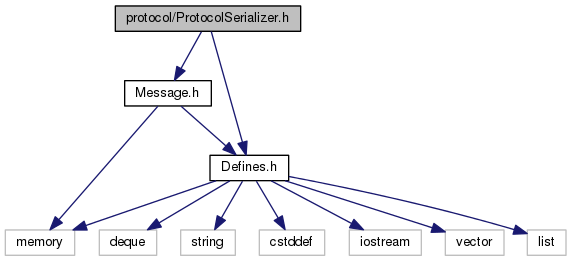 protocol/ProtocolSerializer.h
Message.h
Defines.h
memory
deque
string
cstddef
iostream
vector
list